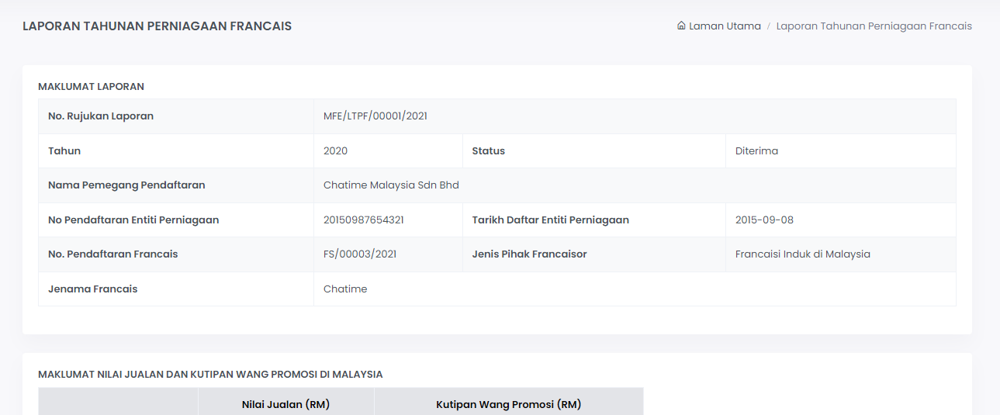 LAPORAN TAHUNAN PERNIAGAAN FRANCAIS
Laman Utama / Laporan Tahunan Perniagaan Francais
MAKLUMAT LAPORAN
No. Rujukan Laporan MFE/LTPF/00001/2021
Tahun 2020 Status Diterima
Nama Pemegang Pendaftaran Chatime Malaysia Sdn Bhd
No Pendaftaran Entiti Perniagaan 20150987654321 Tarikh Daftar Entiti Perniagaan 2015-09-08
No. Pendaftaran Francais FS/00003/2021 Jenis Pihak Francaisor Francaisi Induk di Malaysia
Jenama Francais Chatime
MAKLUMAT NILAI JUALAN DAN KUTIPAN WANG PROMOSI DI MALAYSIA
Nilai Jualan (RM) Kutipan Wang Promosi (RM)